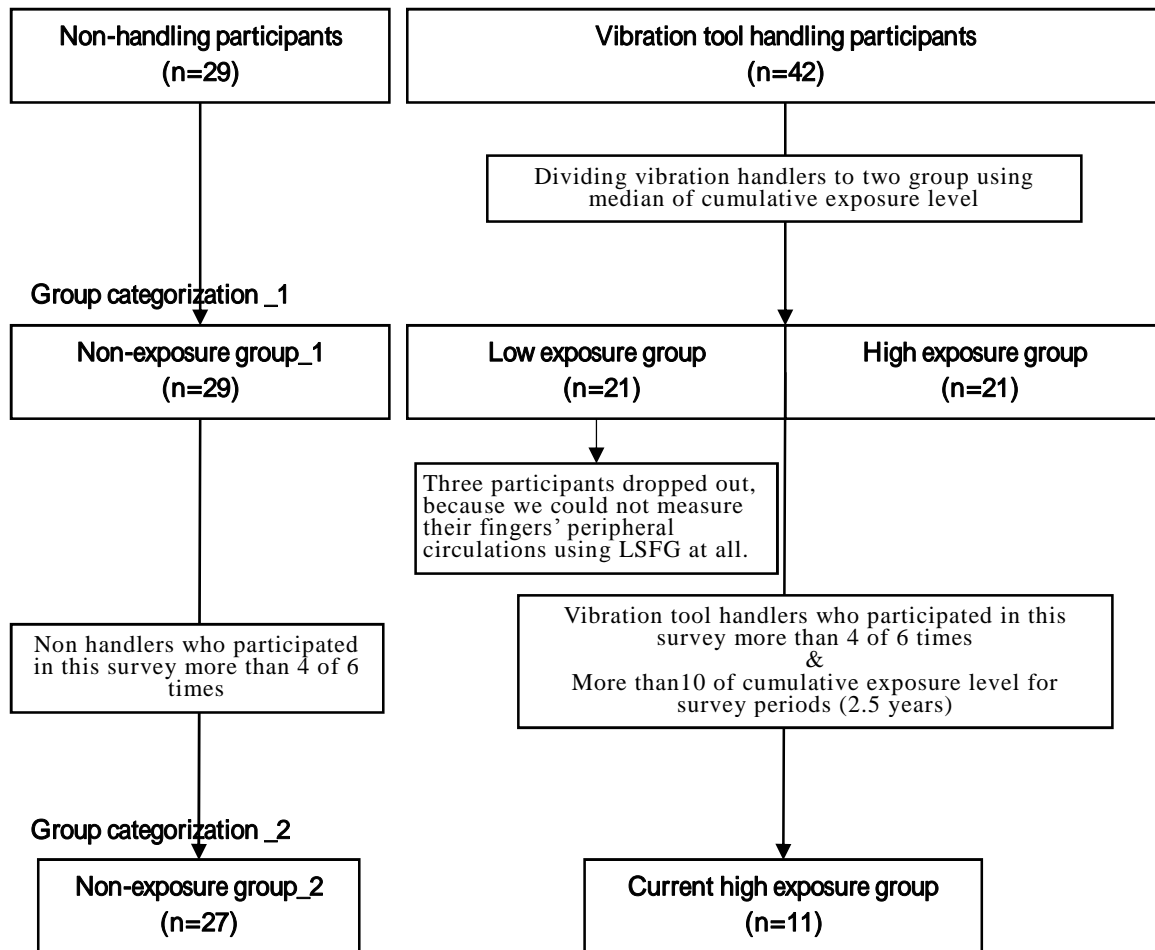 Non-handling participants
(n=29)
Vibration tool handling participants
(n=42)
Dividing vibration handlers to two group using
median of cumulative exposure level
Group categorization _1
Non-exposure group_1
(n=29)
Low exposure group
(n=21)
High exposure group
(n=21)
Three participants dropped out,
because we could not measure
their fingers’ peripheral
circulations using LSFG at all.
Non handlers who participated
in this survey more than 4 of 6
times
Vibration tool handlers who participated in this
survey more than 4 of 6 times
&
More than10 of cumulative exposure level for
survey periods (2.5 years)
Group categorization _2
Non-exposure group_2
(n=27)
Current high exposure group
(n=11)